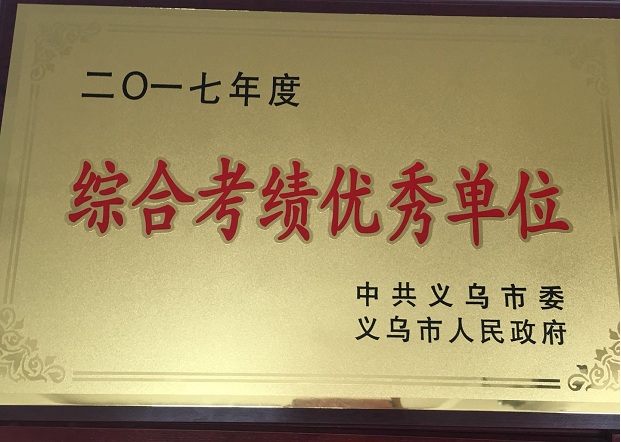 二〇一七年度
综合考绩优秀单位
中共义乌市委
义乌市人民政府